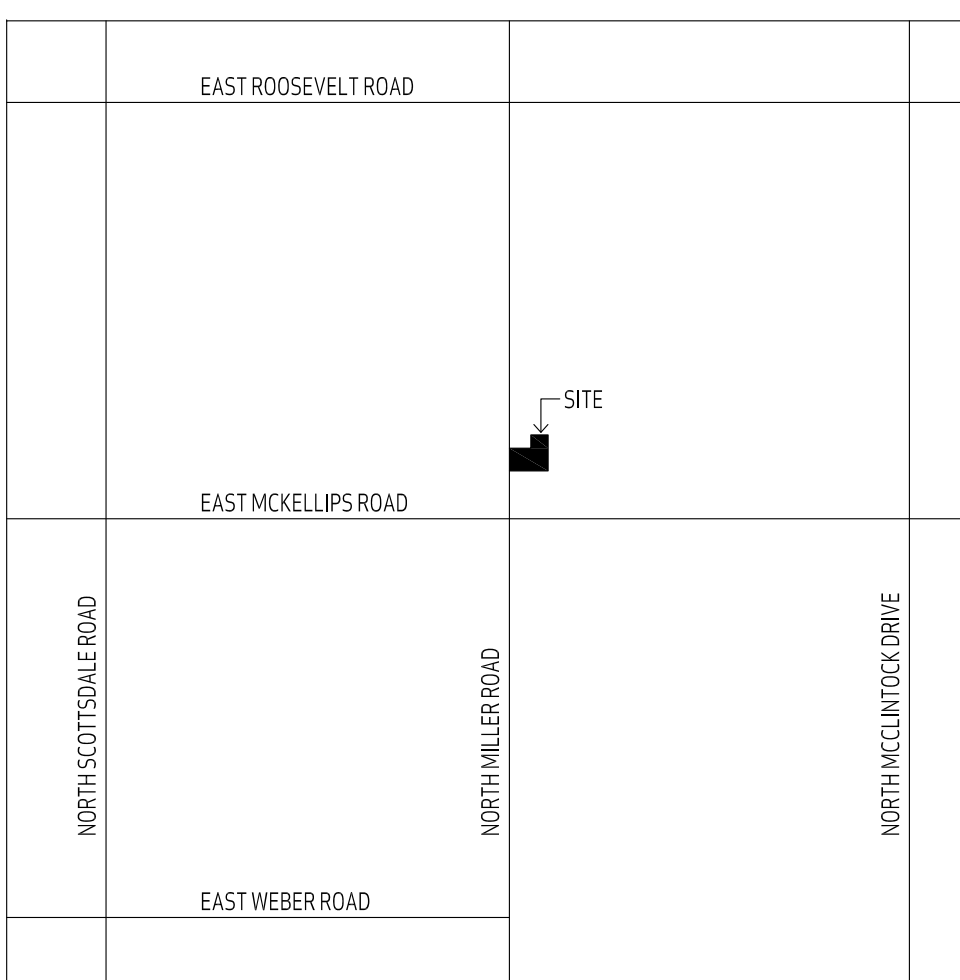 EAST ROOSEVELT ROAD
SITE
EAST MCKELLIPS ROAD
NORTH SCOTTSDALE ROAD
NORTH MILLER ROAD
NORTH MCCLINTOCK DRIVE
EAST WEBER ROAD